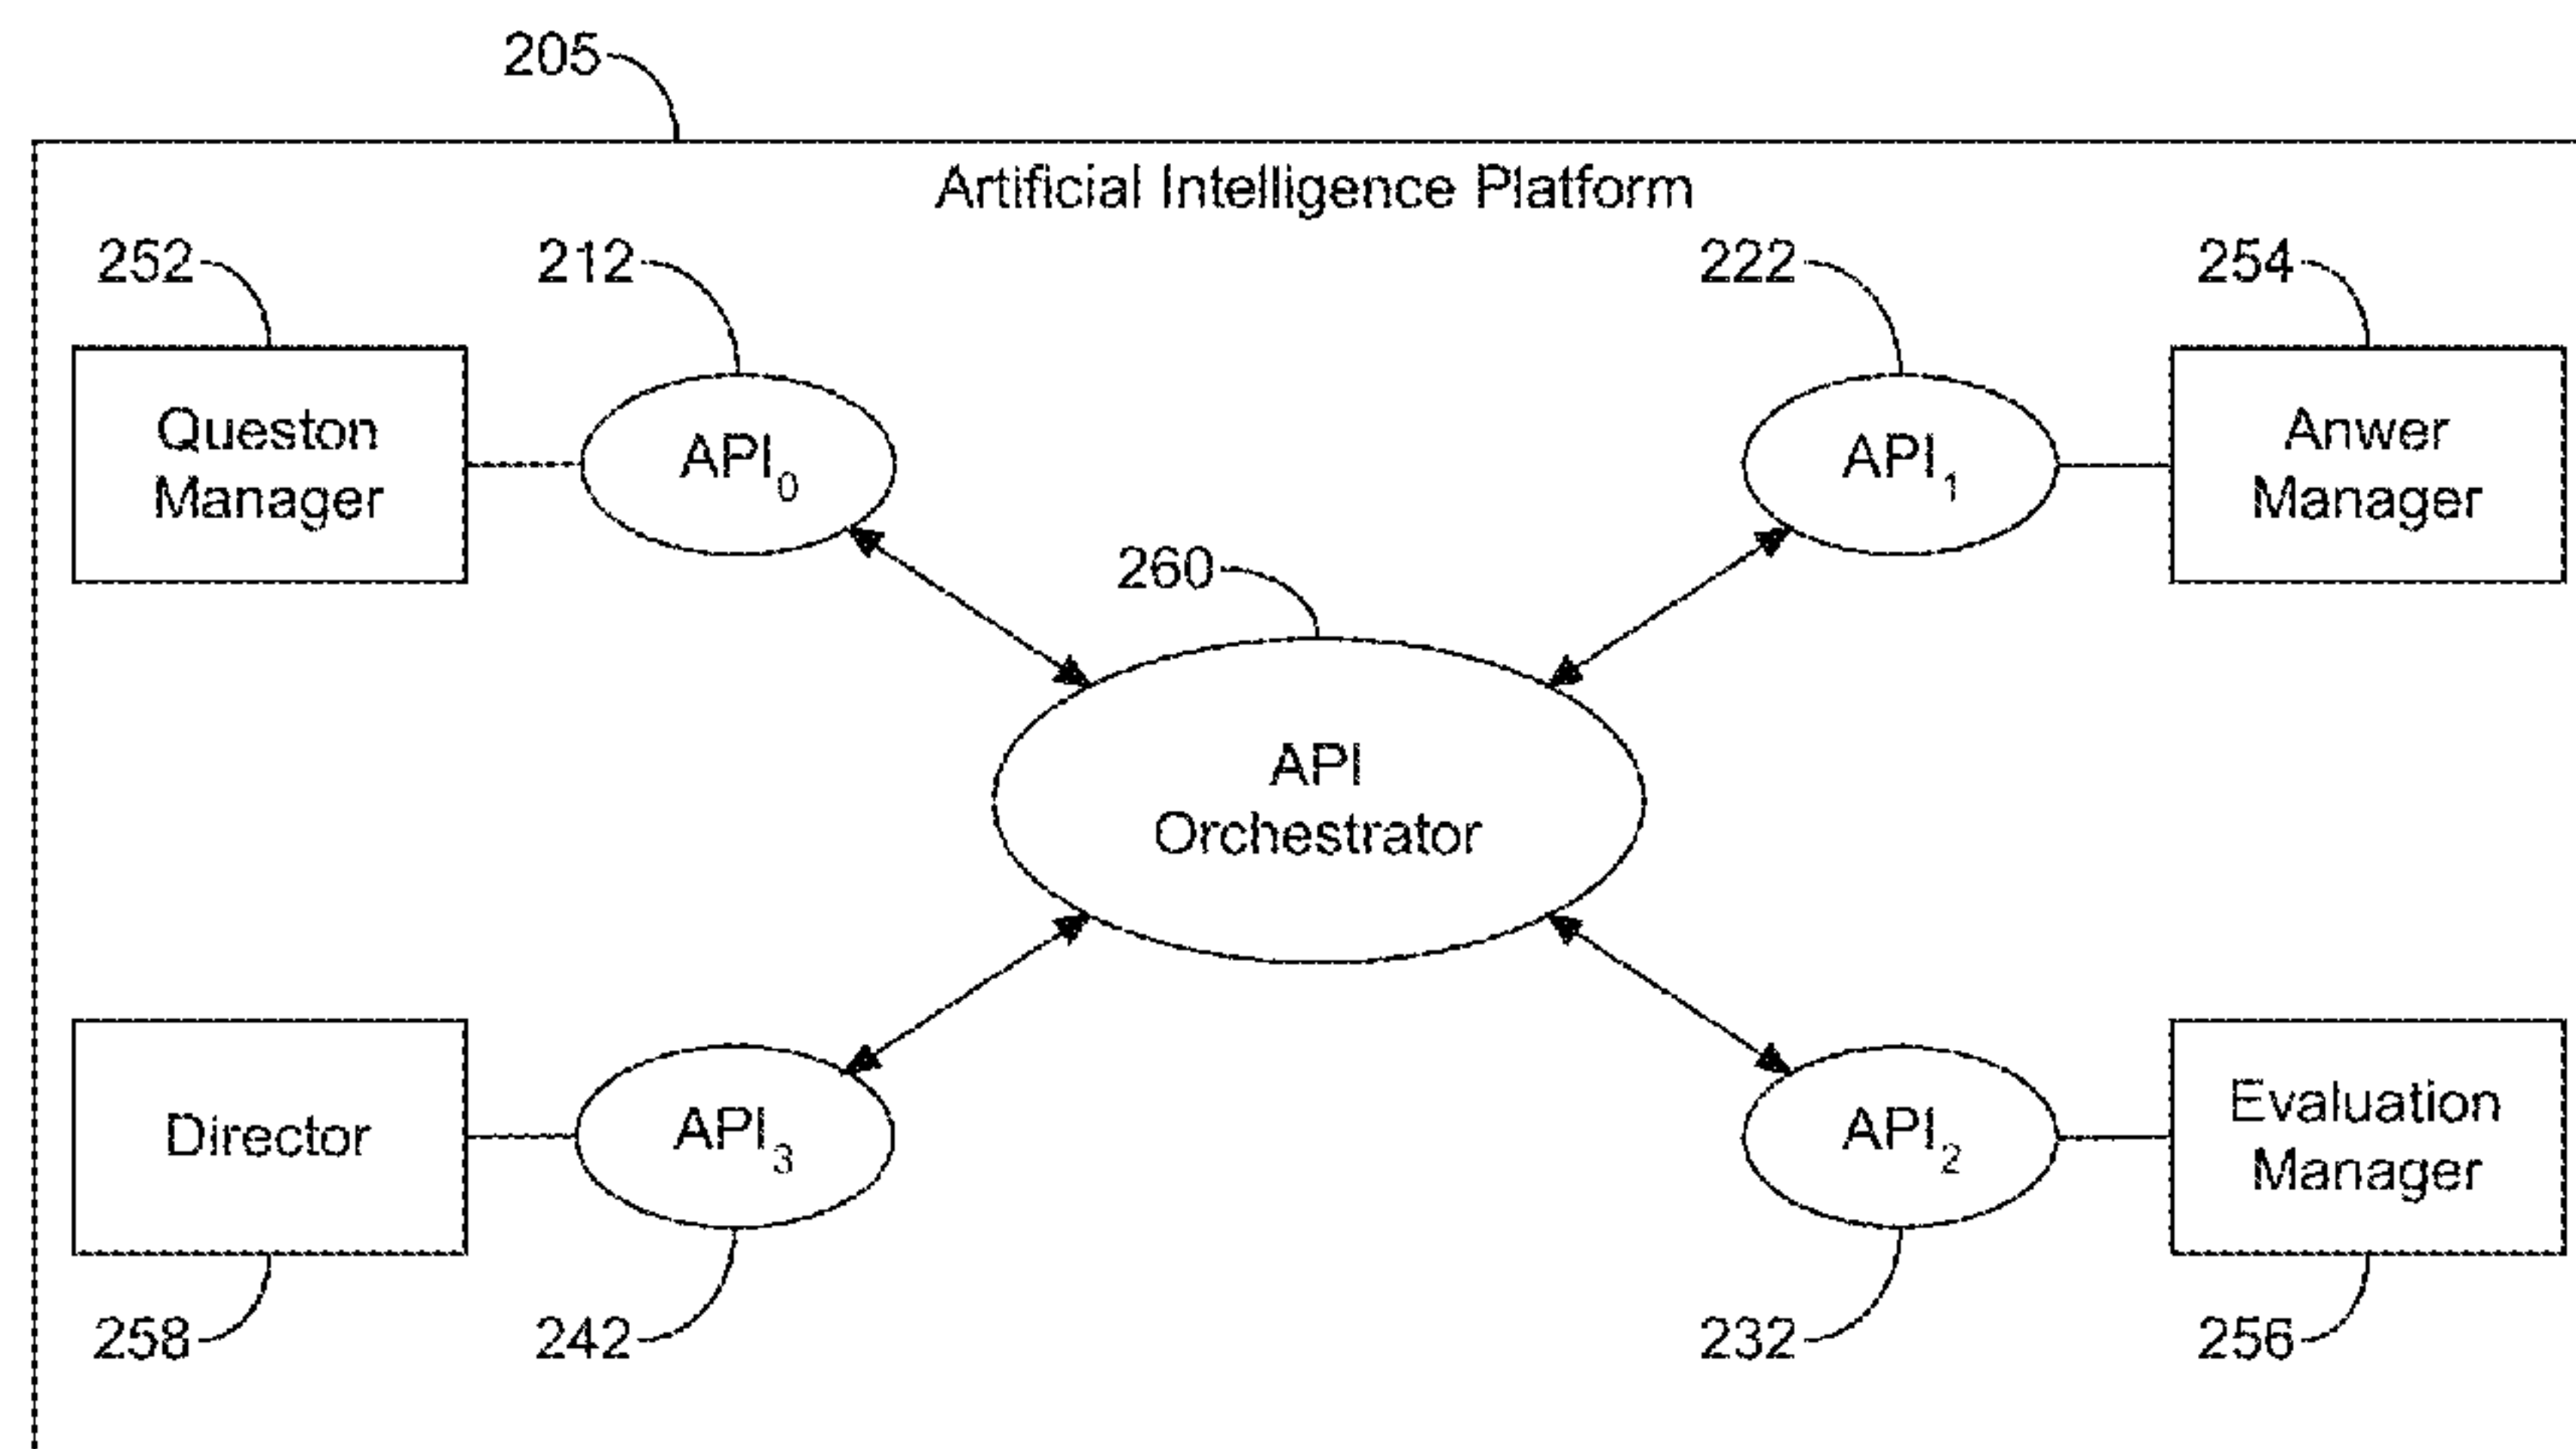 205
Artificial Intelligence Platform
252
212
222
254
Queston
Manager
API0
API1
Anwer
Manager
260
API
Orchestrator
Director
API3
API2
Evaluation
Manager
258
242
232
256